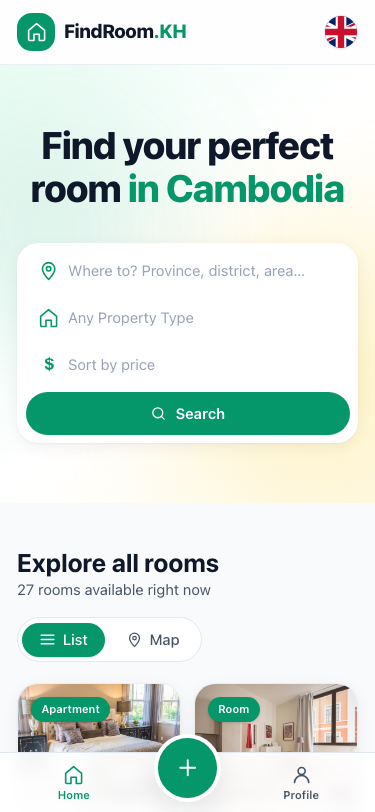 FindRoom.KH
Find your perfect
room in Cambodia
Where to? Province, district, area...
Any Property Type
$ Sort by price
Search
Explore all rooms
27 rooms available right now
List Map
Apartment Room
Home Profile